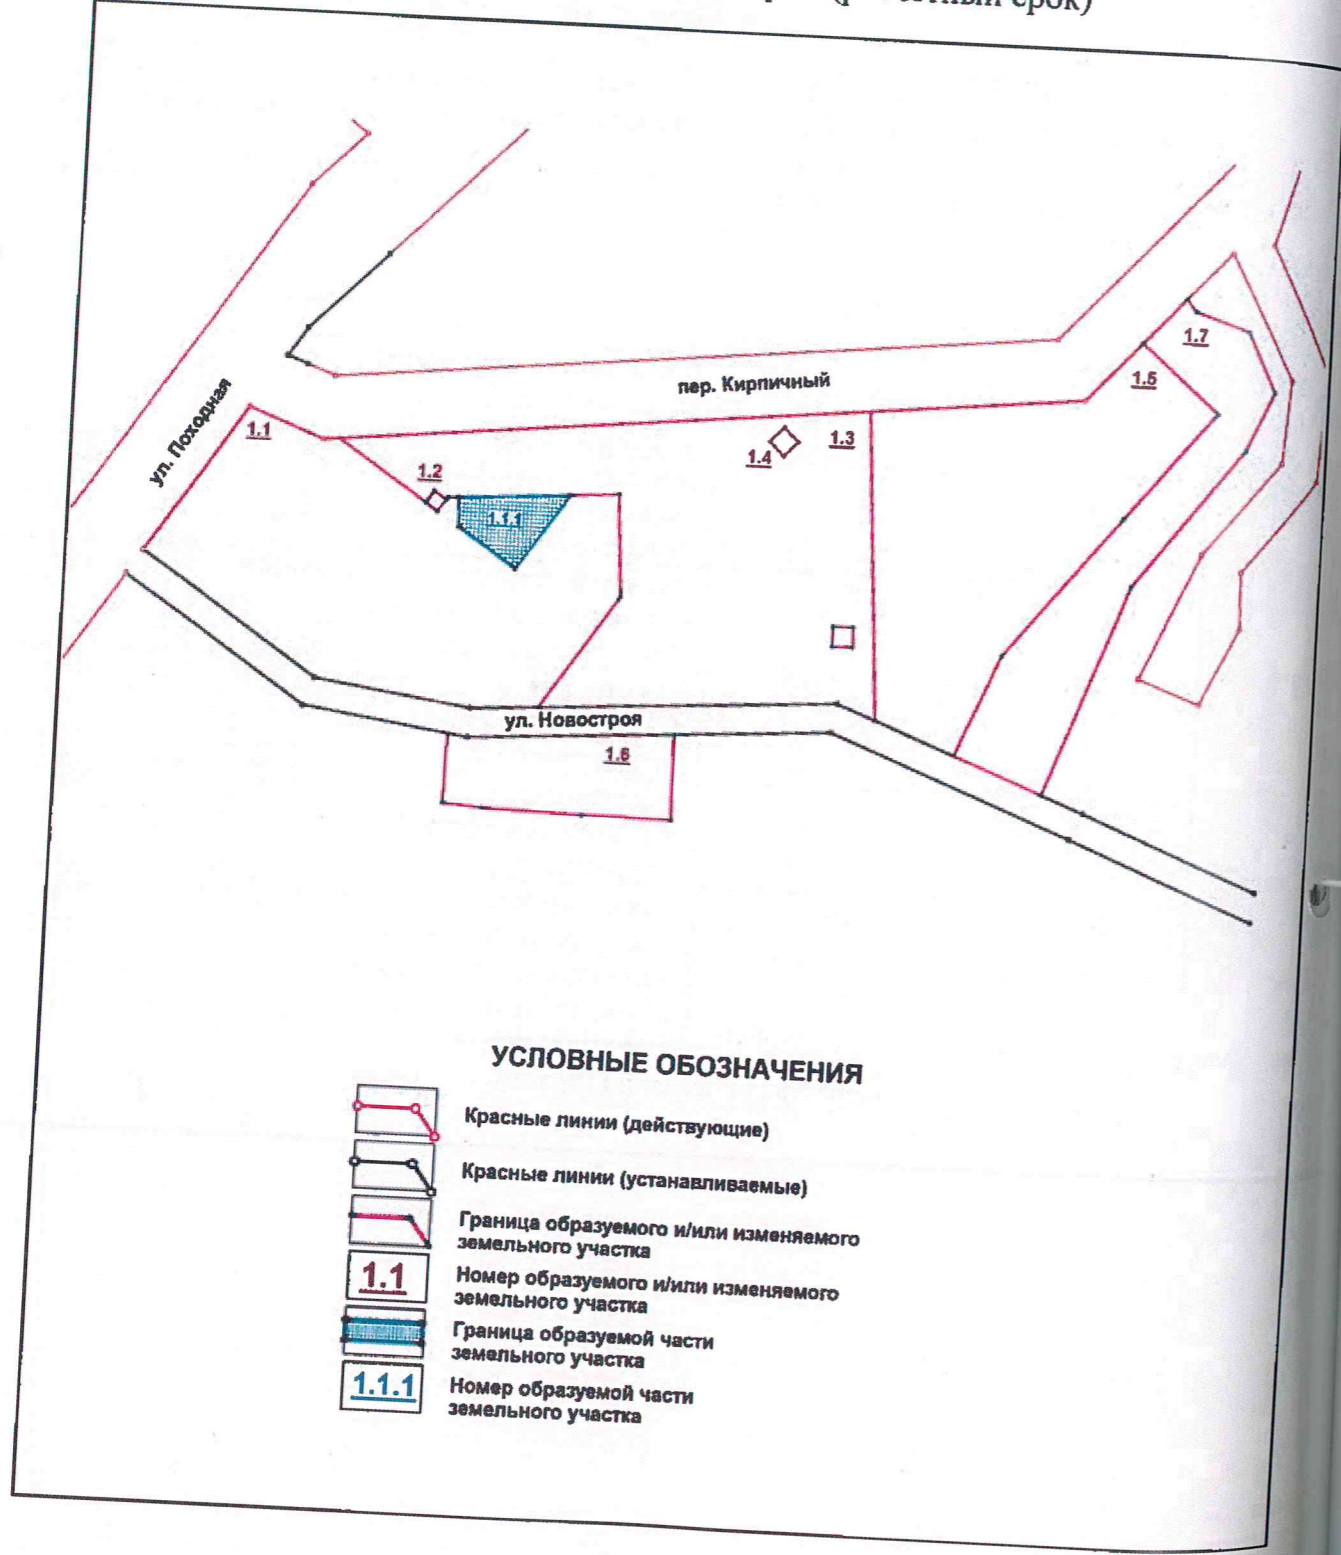 срок)
ул. Походная
пер. Кирпичный
1.1
1.2
1.1.1
1.4
1.3
1.5
1.7
ул. Новостроя
1.6
УСЛОВНЫЕ ОБОЗНАЧЕНИЯ
Красные линии (действующие)
Красные линии (устанавливаемые)
Граница образуемого и/или изменяемого
земельного участка
1.1
Номер образуемого и/или изменяемого
земельного участка
Граница образуемой части
земельного участка
1.1.1
Номер образуемой части
земельного участка